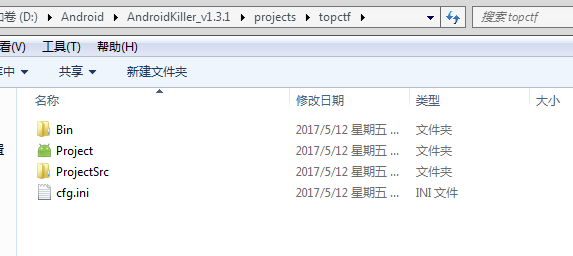 卷 (D:) ▸ Android ▸ AndroidKiller_v1.3.1 ▸ projects ▸ topctf ▸ 搜索 topctf
看(V) 工具(T) 帮助(H)
库中 ▼ 共享 ▼ 新建文件夹
名称 修改日期 类型 大小
Bin 2017/5/12 星期五 ... 文件夹
Project 2017/5/12 星期五 ... 文件夹
ProjectSrc 2017/5/12 星期五 ... 文件夹
cfg.ini 2017/5/12 星期五 ... INI 文件